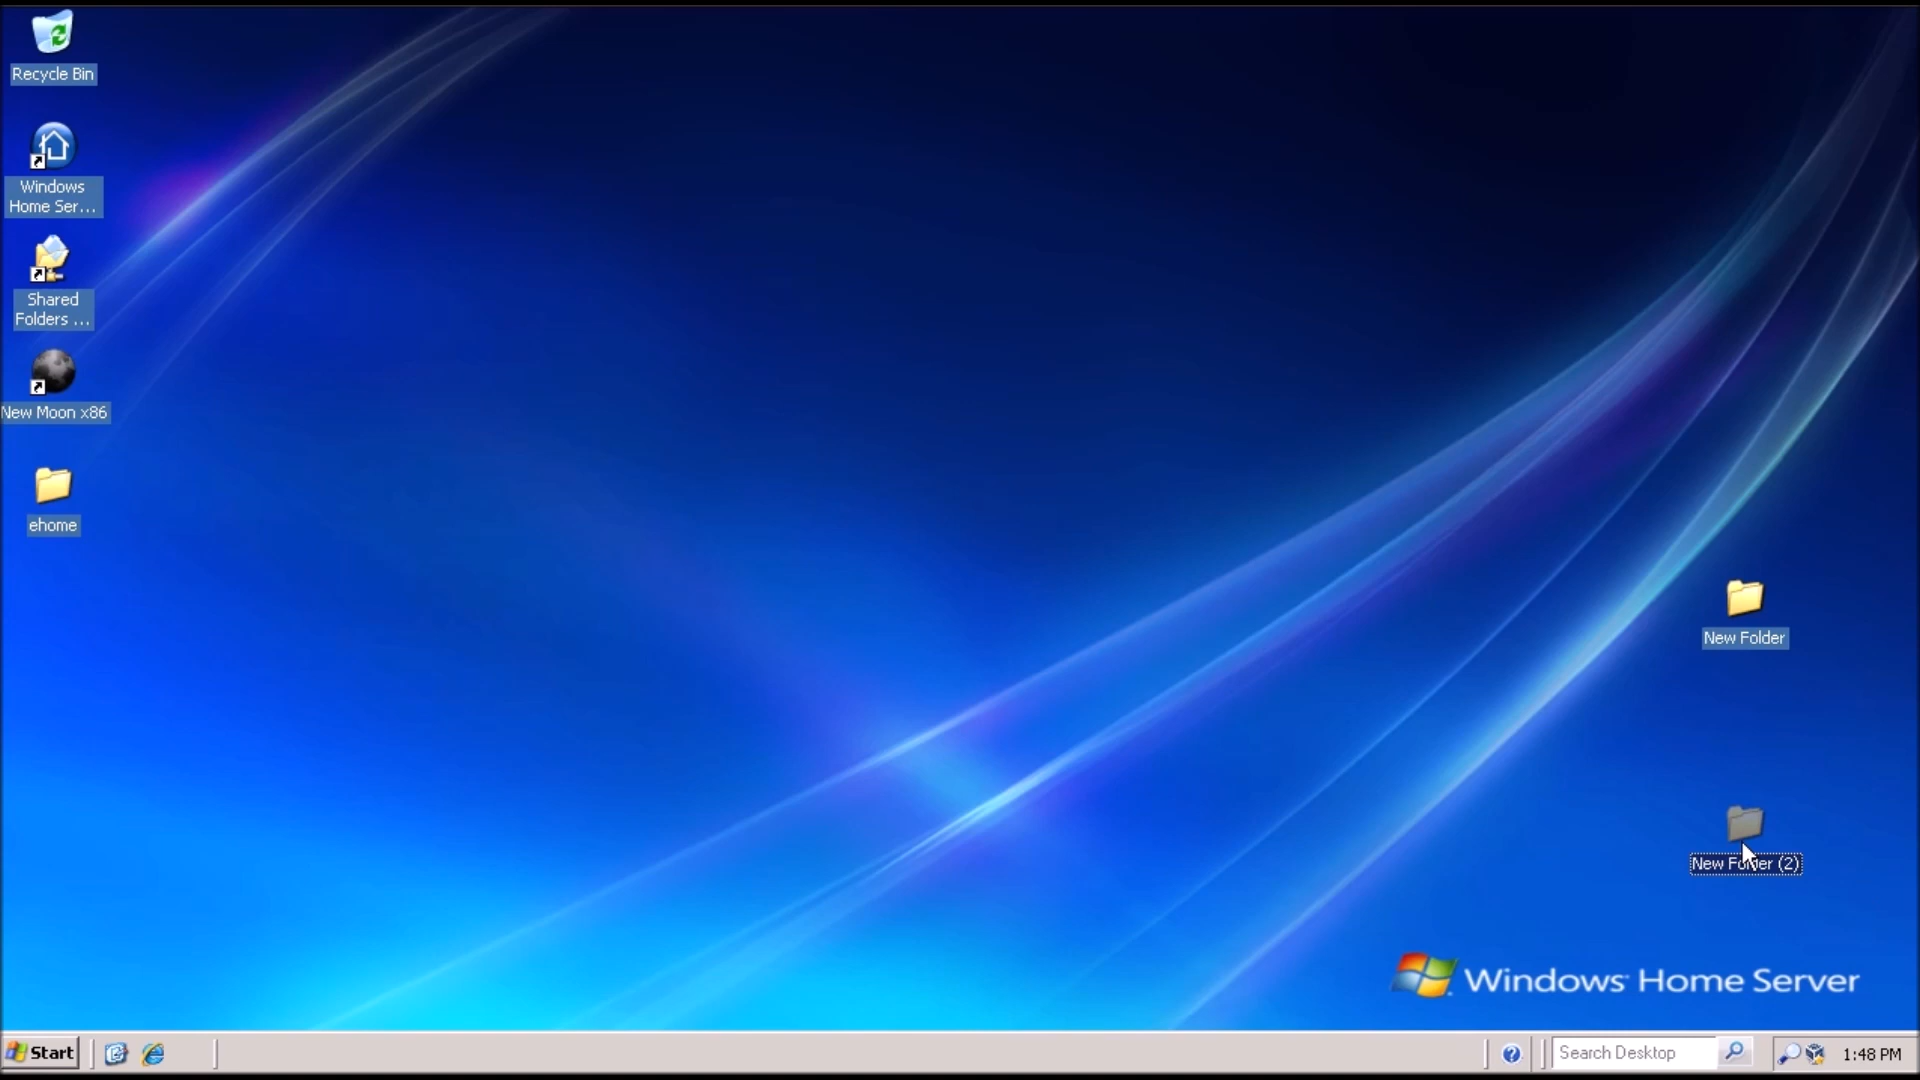 Recycle Bin
Windows
Home Ser...
Shared
Folders ...
New Moon x86
ehome
New Folder
New Folder (2)
Windows Home Server
Start
Search Desktop
1:48 PM